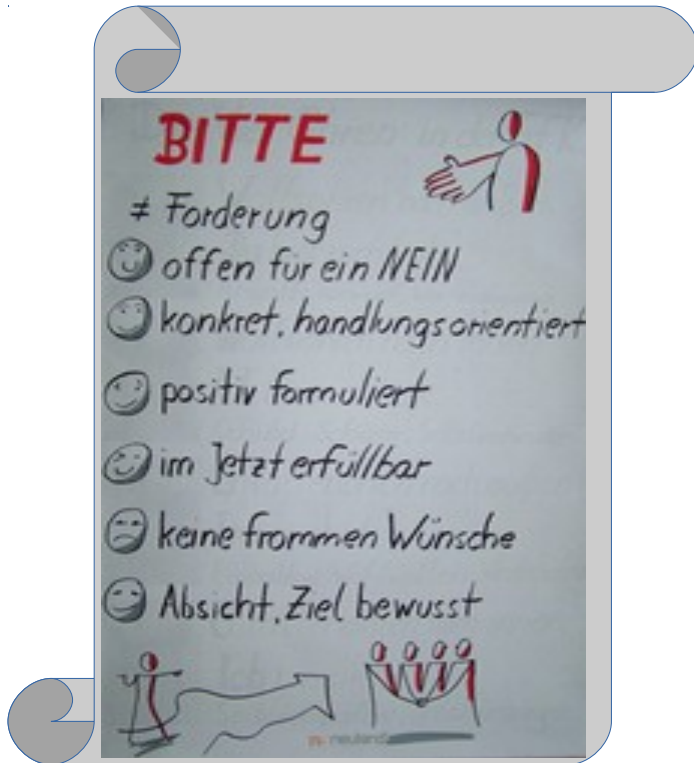 BITTE
≠ Forderung
offen für ein NEIN
konkret, handlungsorientiert
positiv formuliert
im Jetzt erfüllbar
keine frommen Wünsche
Absicht, Ziel bewusst
neuland